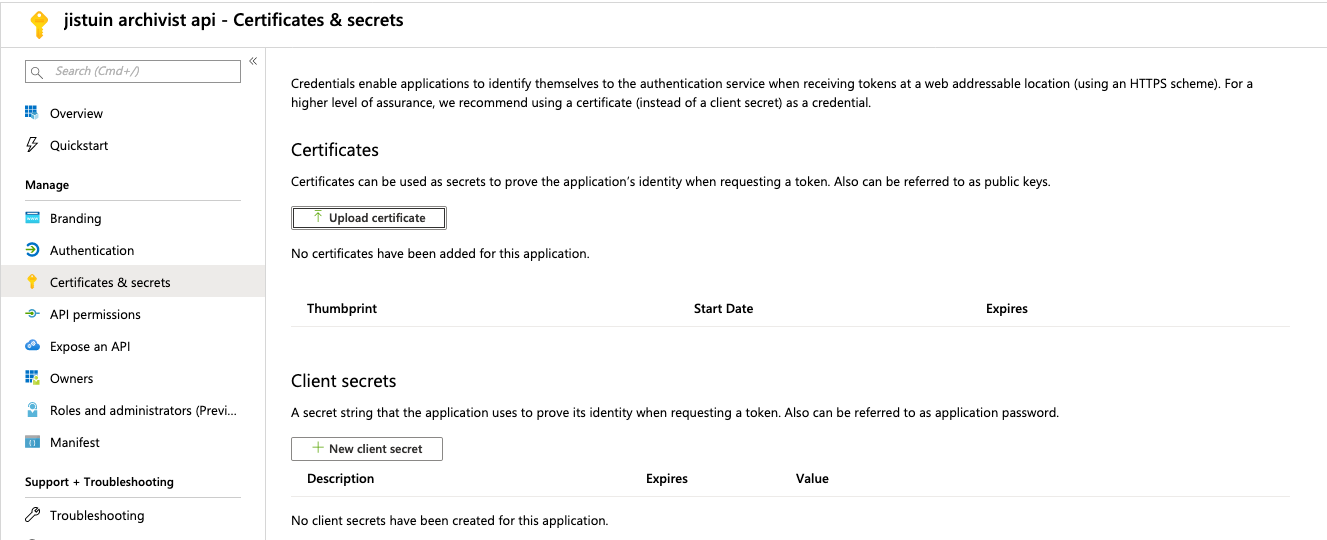 jistuin archivist api - Certificates & secrets
Search (Cmd+/)
«
Overview
Quickstart
Manage
Branding
Authentication
Certificates & secrets
API permissions
Expose an API
Owners
Roles and administrators (Previ...
Manifest
Support + Troubleshooting
Troubleshooting
Credentials enable applications to identify themselves to the authentication service when receiving tokens at a web addressable location (using an HTTPS scheme). For a
higher level of assurance, we recommend using a certificate (instead of a client secret) as a credential.
Certificates
Certificates can be used as secrets to prove the application's identity when requesting a token. Also can be referred to as public keys.
Upload certificate
No certificates have been added for this application.
Thumbprint Start Date Expires
Client secrets
A secret string that the application uses to prove its identity when requesting a token. Also can be referred to as application password.
New client secret
Description Expires Value
No client secrets have been created for this application.